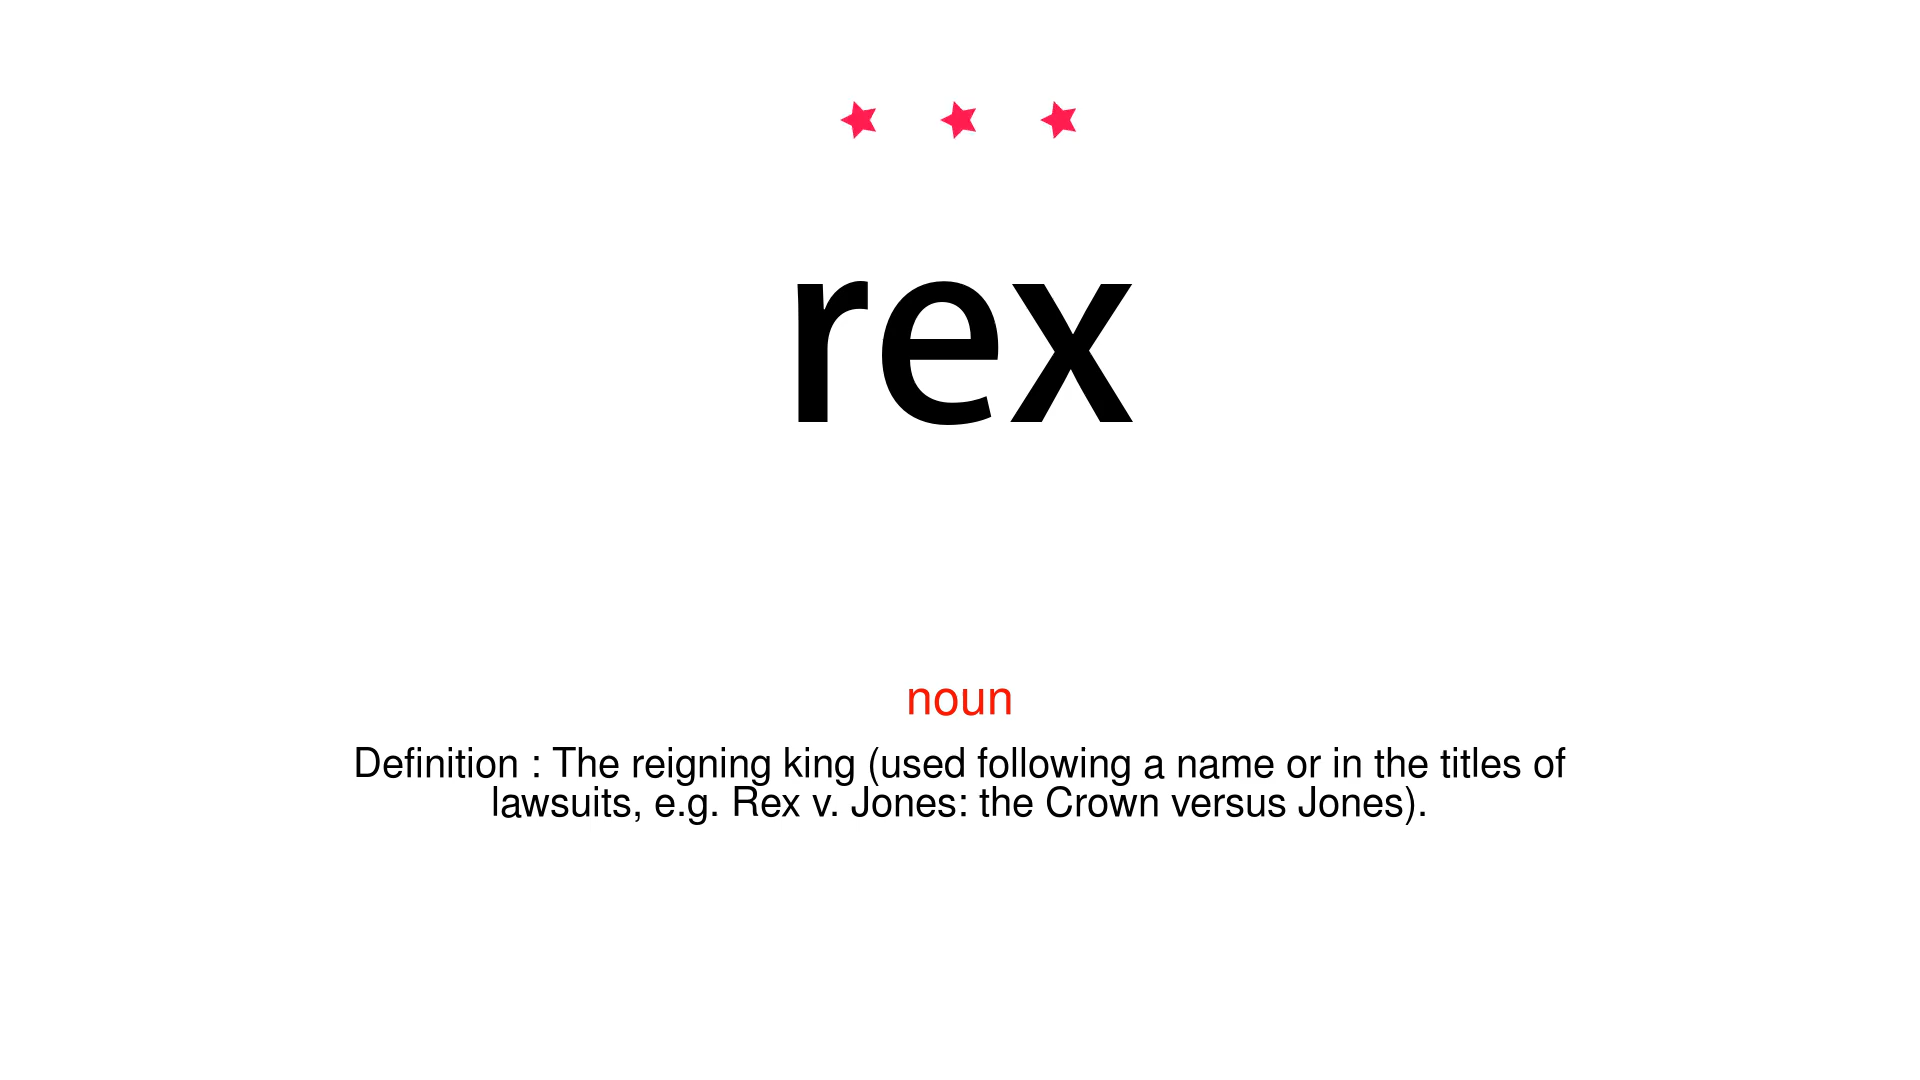 rex
noun
Definition : The reigning king (used following a name or in the titles of
lawsuits, e.g. Rex v. Jones: the Crown versus Jones).